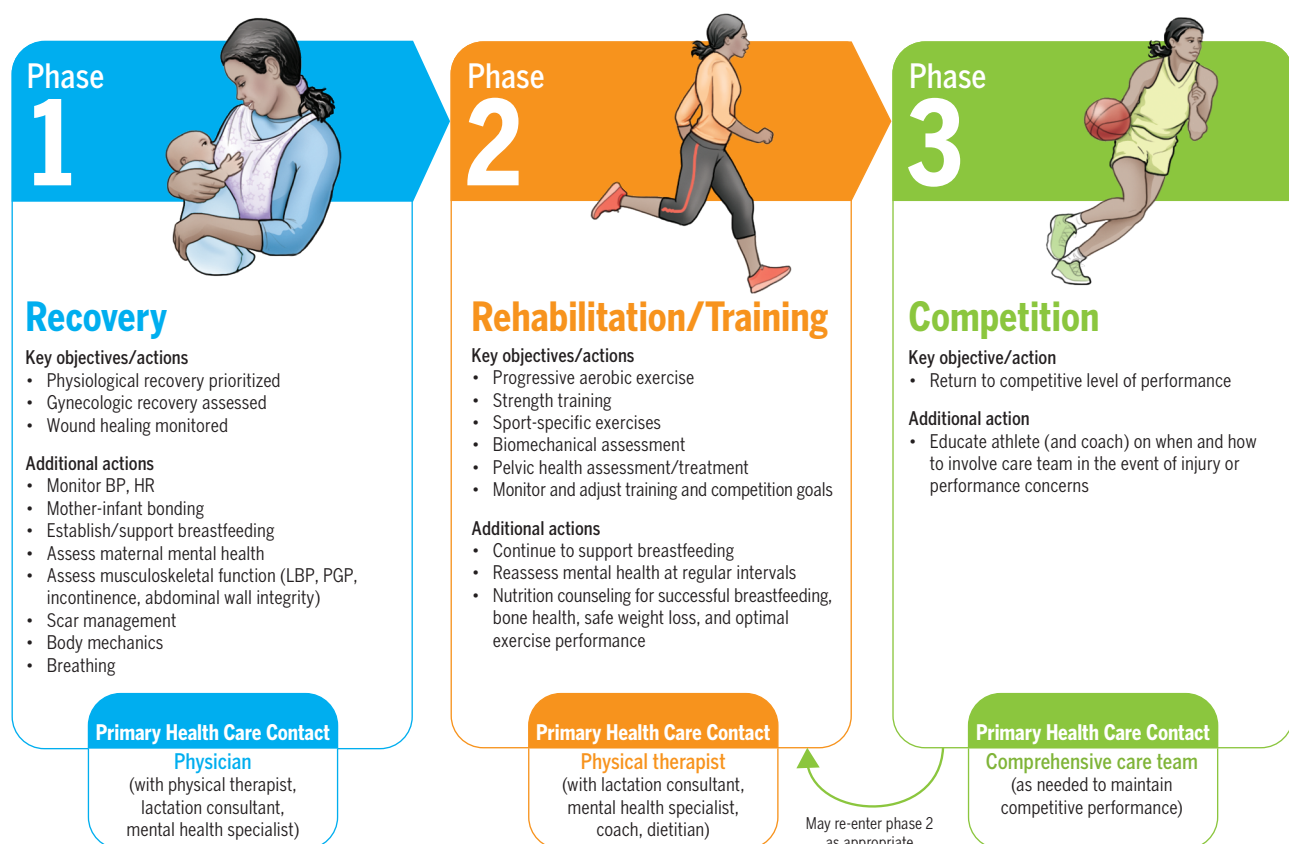 Phase
1
Recovery
Key objectives/actions
• Physiological recovery prioritized
• Gynecologic recovery assessed
• Wound healing monitored
Additional actions
• Monitor BP, HR
• Mother-infant bonding
• Establish/support breastfeeding
• Assess maternal mental health
• Assess musculoskeletal function (LBP, PGP,
incontinence, abdominal wall integrity)
• Scar management
• Body mechanics
• Breathing
Primary Health Care Contact
Physician
(with physical therapist,
lactation consultant,
mental health specialist)
Phase
2
Rehabilitation/Training
Key objectives/actions
• Progressive aerobic exercise
• Strength training
• Sport-specific exercises
• Biomechanical assessment
• Pelvic health assessment/treatment
• Monitor and adjust training and competition goals
Additional actions
• Continue to support breastfeeding
• Reassess mental health at regular intervals
• Nutrition counseling for successful breastfeeding,
bone health, safe weight loss, and optimal
exercise performance
Primary Health Care Contact
Physical therapist
(with lactation consultant,
mental health specialist,
coach, dietitian)
May re-enter phase 2
as appropriate
Phase
3
Competition
Key objective/action
• Return to competitive level of performance
Additional action
• Educate athlete (and coach) on when and how
to involve care team in the event of injury or
performance concerns
Primary Health Care Contact
Comprehensive care team
(as needed to maintain
competitive performance)